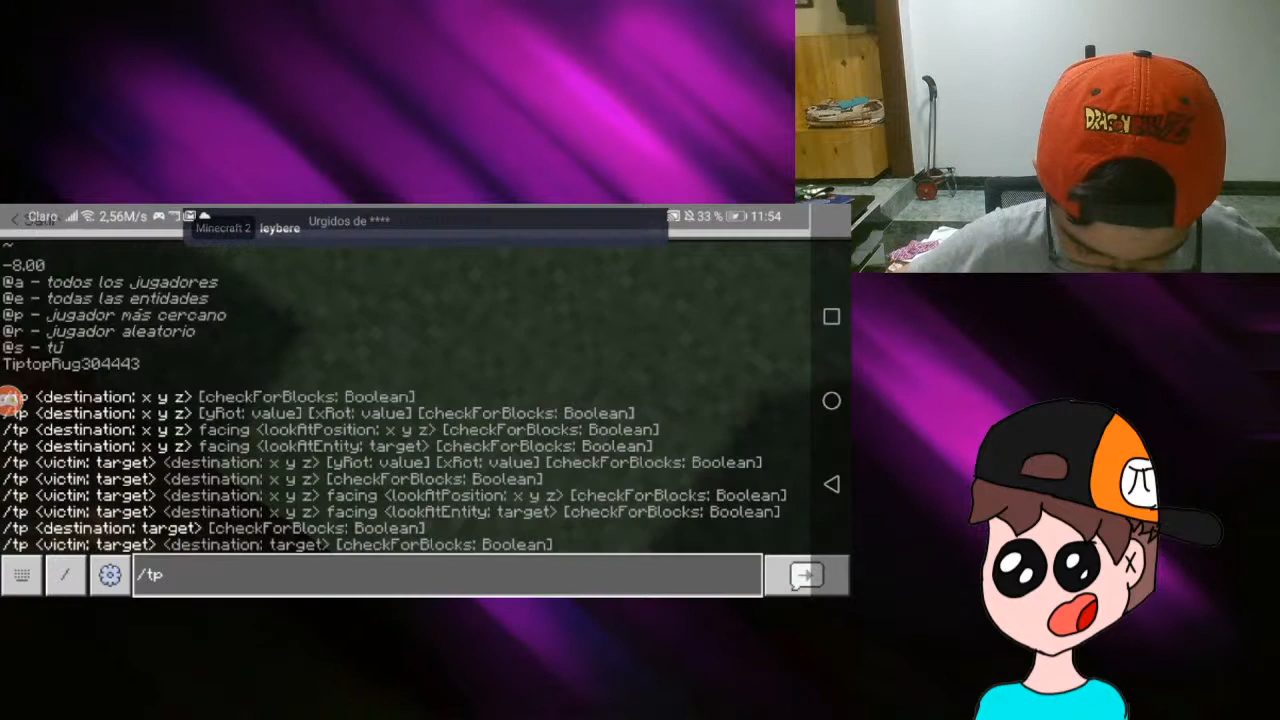 DRAGON
Claro 2,56M/s 33 % 11:54
Urgidos de ****
Minecraft 2 leybere
~
-8.00
@a - todos los jugadores
@e - todas las entidades
@p - jugador más cercano
@r - jugador aleatorio
@s - tú
TiptopRug304443
/tp <destination: x y z> [checkForBlocks: Boolean]
/tp <destination: x y z> [yRot: value] [xRot: value] [checkForBlocks: Boolean]
/tp <destination: x y z> facing <lookAtPosition: x y z> [checkForBlocks: Boolean]
/tp <destination: x y z> facing <lookAtEntity: target> [checkForBlocks: Boolean]
/tp <victim: target> <destination: x y z> [yRot: value] [xRot: value] [checkForBlocks: Boolean]
/tp <victim: target> <destination: x y z> [checkForBlocks: Boolean]
/tp <victim: target> <destination: x y z> facing <lookAtPosition: x y z> [checkForBlocks: Boolean]
/tp <victim: target> <destination: x y z> facing <lookAtEntity: target> [checkForBlocks: Boolean]
/tp <destination: target> [checkForBlocks: Boolean]
/tp <victim: target> <destination: target> [checkForBlocks: Boolean]
/
/tp
π